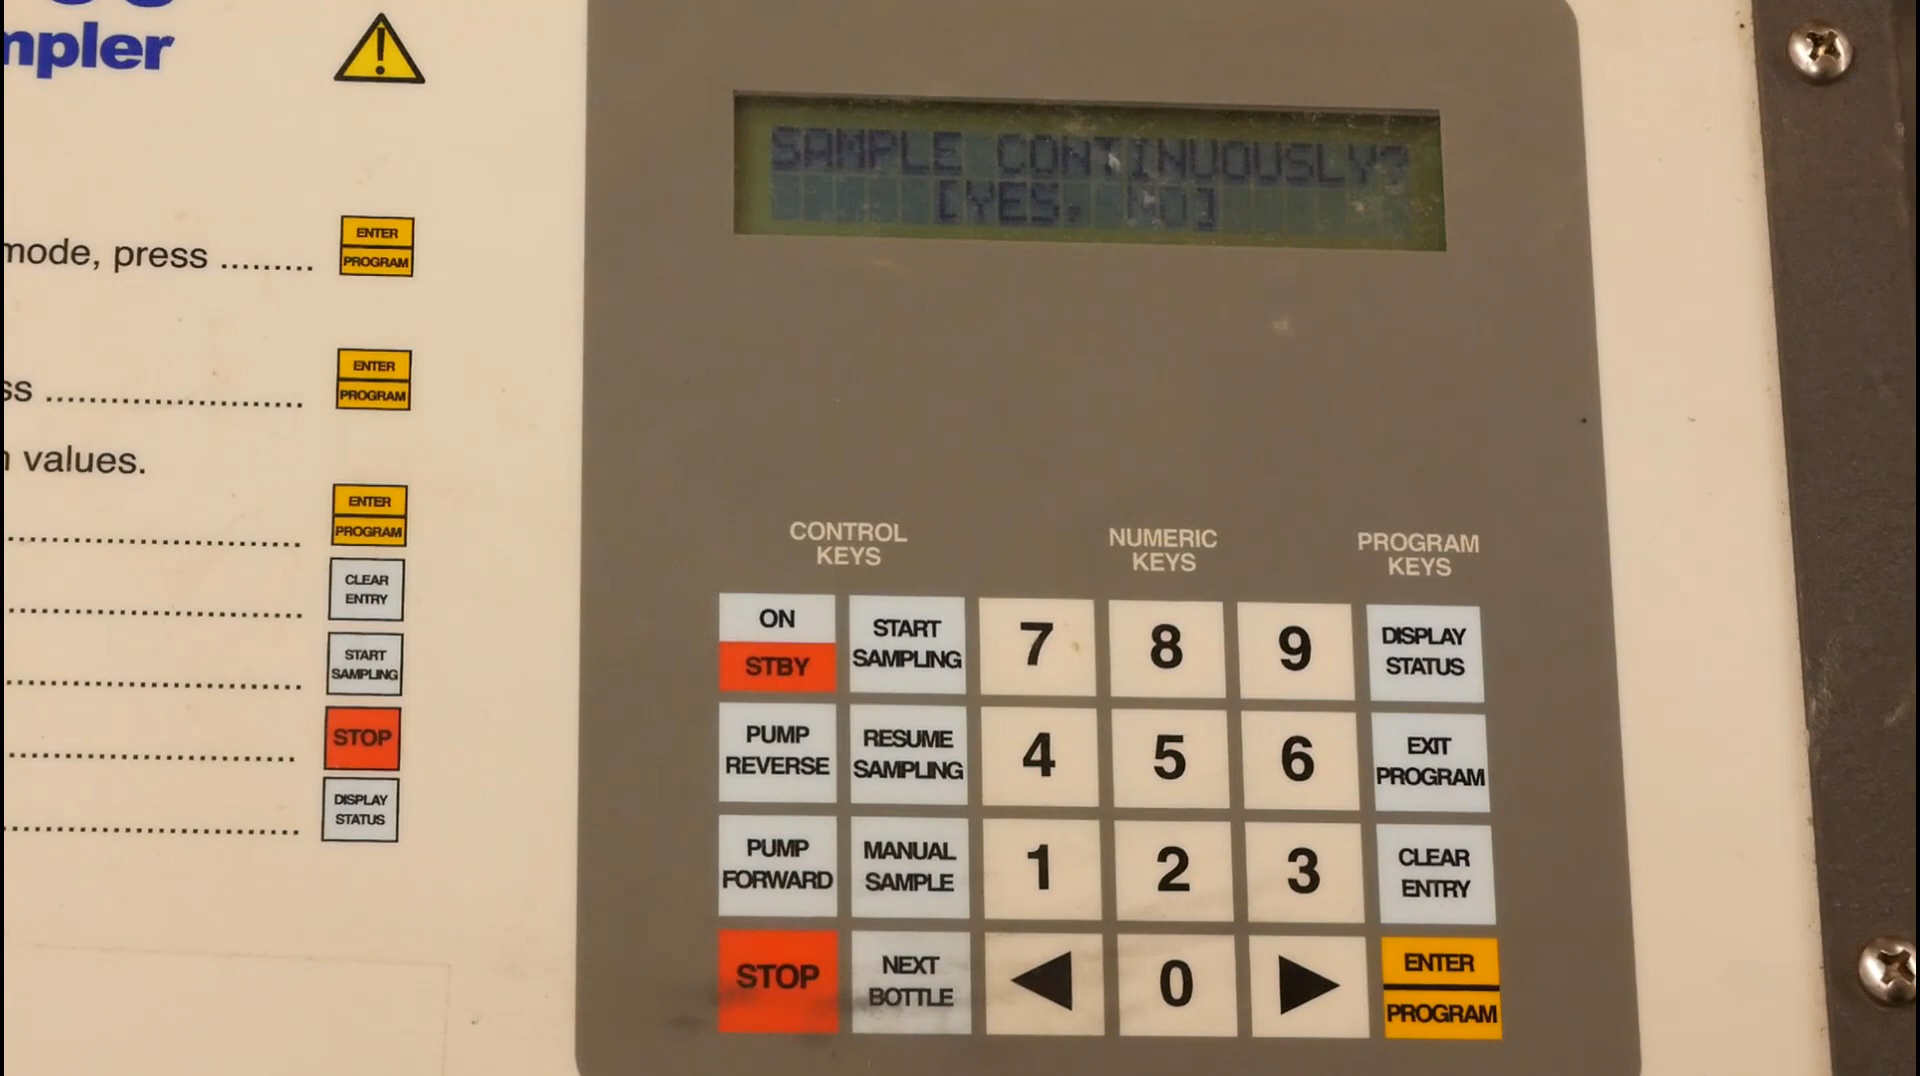 mpler
mode, press .........
ENTER
PROGRAM
ss .......................
ENTER
PROGRAM
values.
ENTER
PROGRAM
CLEAR
ENTRY
START
SAMPLING
STOP
DISPLAY
STATUS
SAMPLE CONTINUOUSLY?
[YES, NO]
CONTROL
KEYS
NUMERIC
KEYS
PROGRAM
KEYS
ON
STBY
START
SAMPLING
7
8
9
DISPLAY
STATUS
PUMP
REVERSE
RESUME
SAMPLING
4
5
6
EXIT
PROGRAM
PUMP
FORWARD
MANUAL
SAMPLE
1
2
3
CLEAR
ENTRY
STOP
NEXT
BOTTLE
0
ENTER
PROGRAM